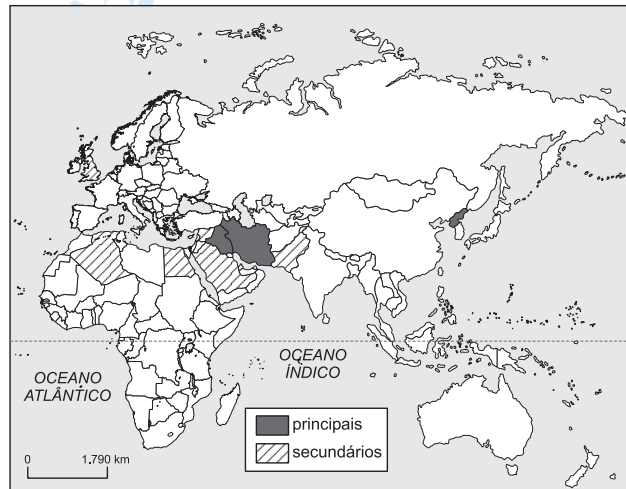 OCEANO
ATLÂNTICO
OCEANO
ÍNDICO
principais
secundários
0 1.790 km